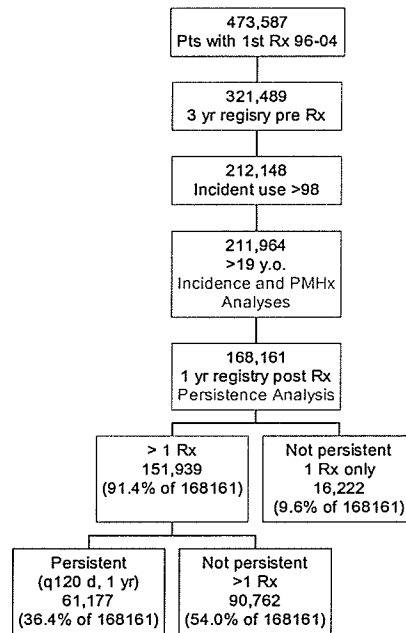 473,587
Pts with 1st Rx 96-04
321,489
3 yr regisry pre Rx
212,148
Incident use >98
211,964
>19 y.o.
Incidence and PMHx
Analyses
168,161
1 yr registry post Rx
Persistence Analysis
> 1 Rx
151,939
(91.4% of 168161)
Not persistent
1 Rx only
16,222
(9.6% of 168161)
Persistent
(q120 d, 1 yr)
61,177
(36.4% of 168161)
Not persistent
>1 Rx
90,762
(54.0% of 168161)